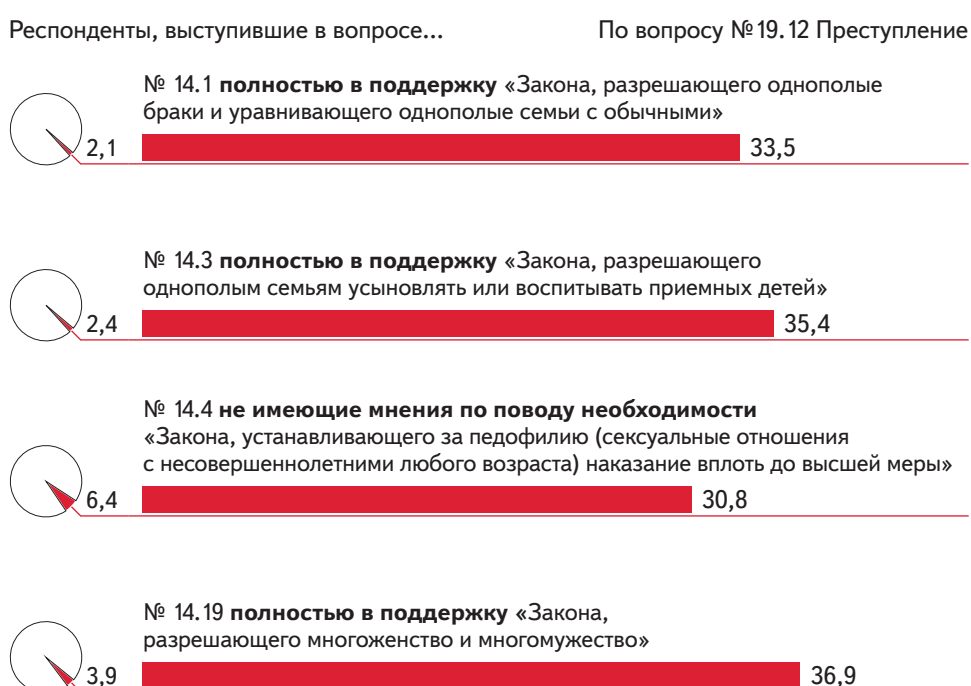 Респонденты, выступившие в вопросе... По вопросу №19.12 Преступление
№ 14.1 полностью в поддержку «Закона, разрешающего однополые
браки и уравнивающего однополые семьи с обычными»
2,1 33,5
№ 14.3 полностью в поддержку «Закона, разрешающего
однополым семьям усыновлять или воспитывать приемных детей»
2,4 35,4
№ 14.4 не имеющие мнения по поводу необходимости
«Закона, устанавливающего за педофилию (сексуальные отношения
с несовершеннолетними любого возраста) наказание вплоть до высшей меры»
6,4 30,8
№ 14.19 полностью в поддержку «Закона,
разрешающего многоженство и многомужество»
3,9 36,9